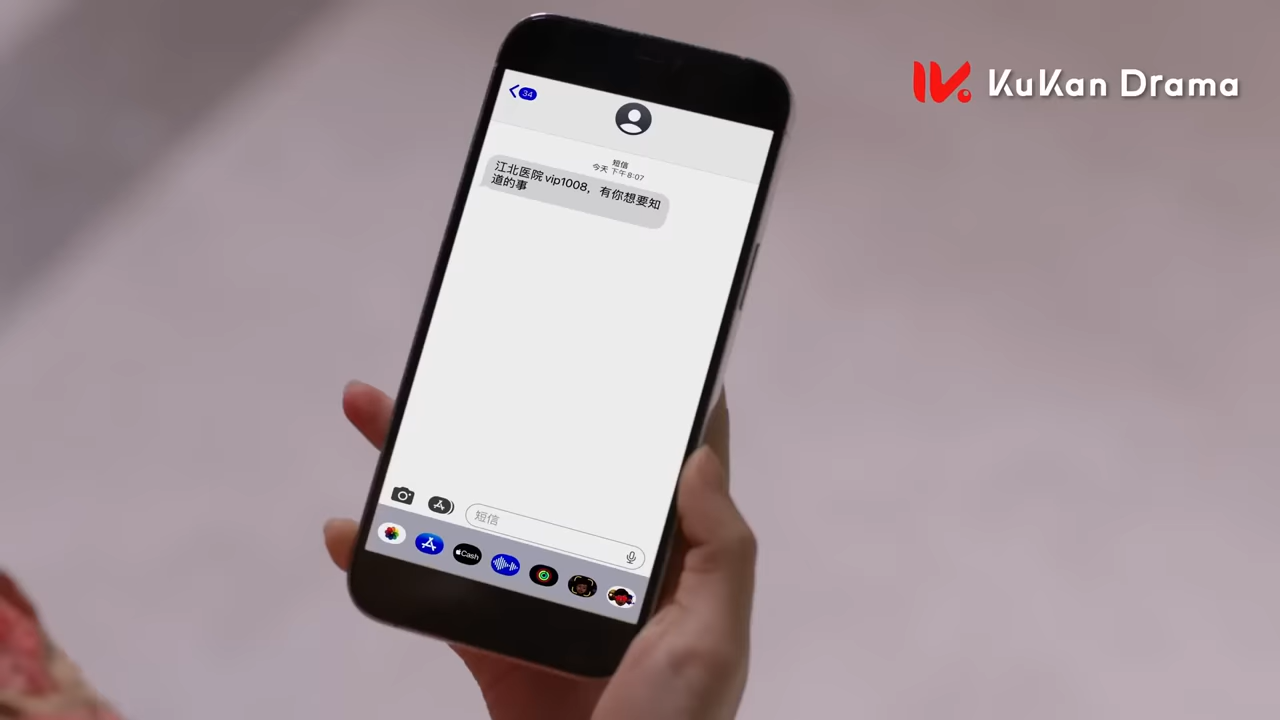 KuKan Drama
34
短信
今天 下午8:07
江北医院vip1008，有你想要知
道的事
短信
Cash